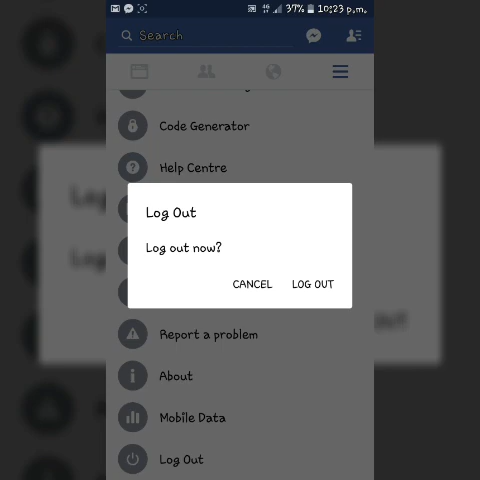 37% 10:23 p.m.
Search
Code Generator
Help Centre
Log Out
Log out now?
CANCEL LOG OUT
Report a problem
About
Mobile Data
Log Out